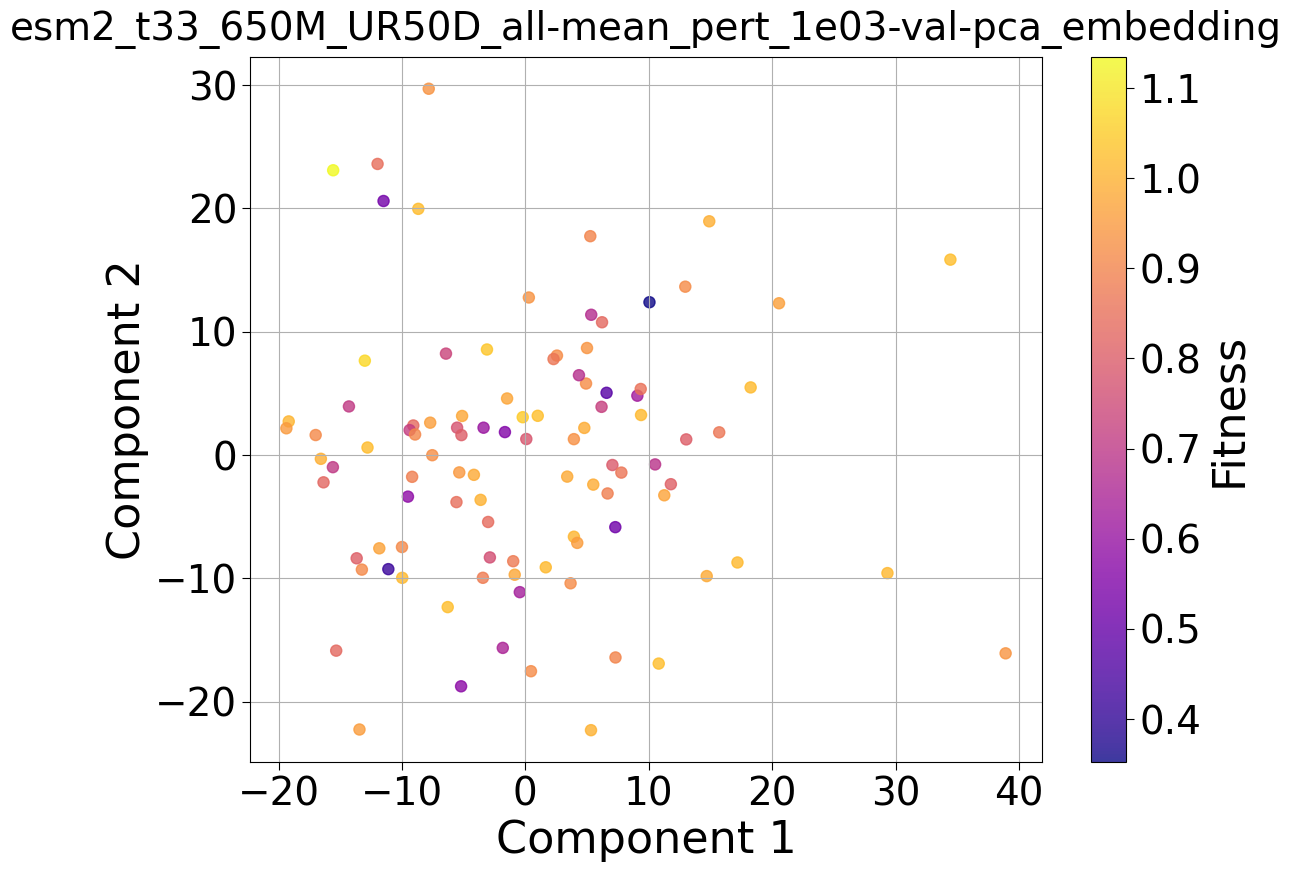 esm2_t33_650M_UR50D_all-mean_pert_1e03-val-pca_embedding
30
20
10
0
−10
−20
Component 2
−20 −10 0 10 20 30 40
Component 1
1.1
1.0
0.9
0.8
0.7
0.6
0.5
0.4
Fitness